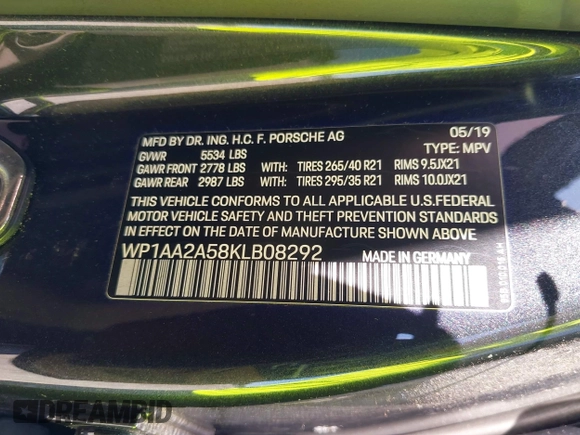 MFD BY DR. ING. H.C. F. PORSCHE AG 05/19
GVWR 5534 LBS TYPE: MPV
GAWR FRONT 2778 LBS WITH: TIRES 265/40 R21 RIMS 9.5JX21
GAWR REAR 2987 LBS WITH: TIRES 295/35 R21 RIMS 10.0JX21
THIS VEHICLE CONFORMS TO ALL APPLICABLE U.S.FEDERAL
MOTOR VEHICLE SAFETY AND THEFT PREVENTION STANDARDS
IN EFFECT ON THE DATE OF MANUFACTURE SHOWN ABOVE
WP1AA2A58KLB08292 MADE IN GERMANY
DREAMBID